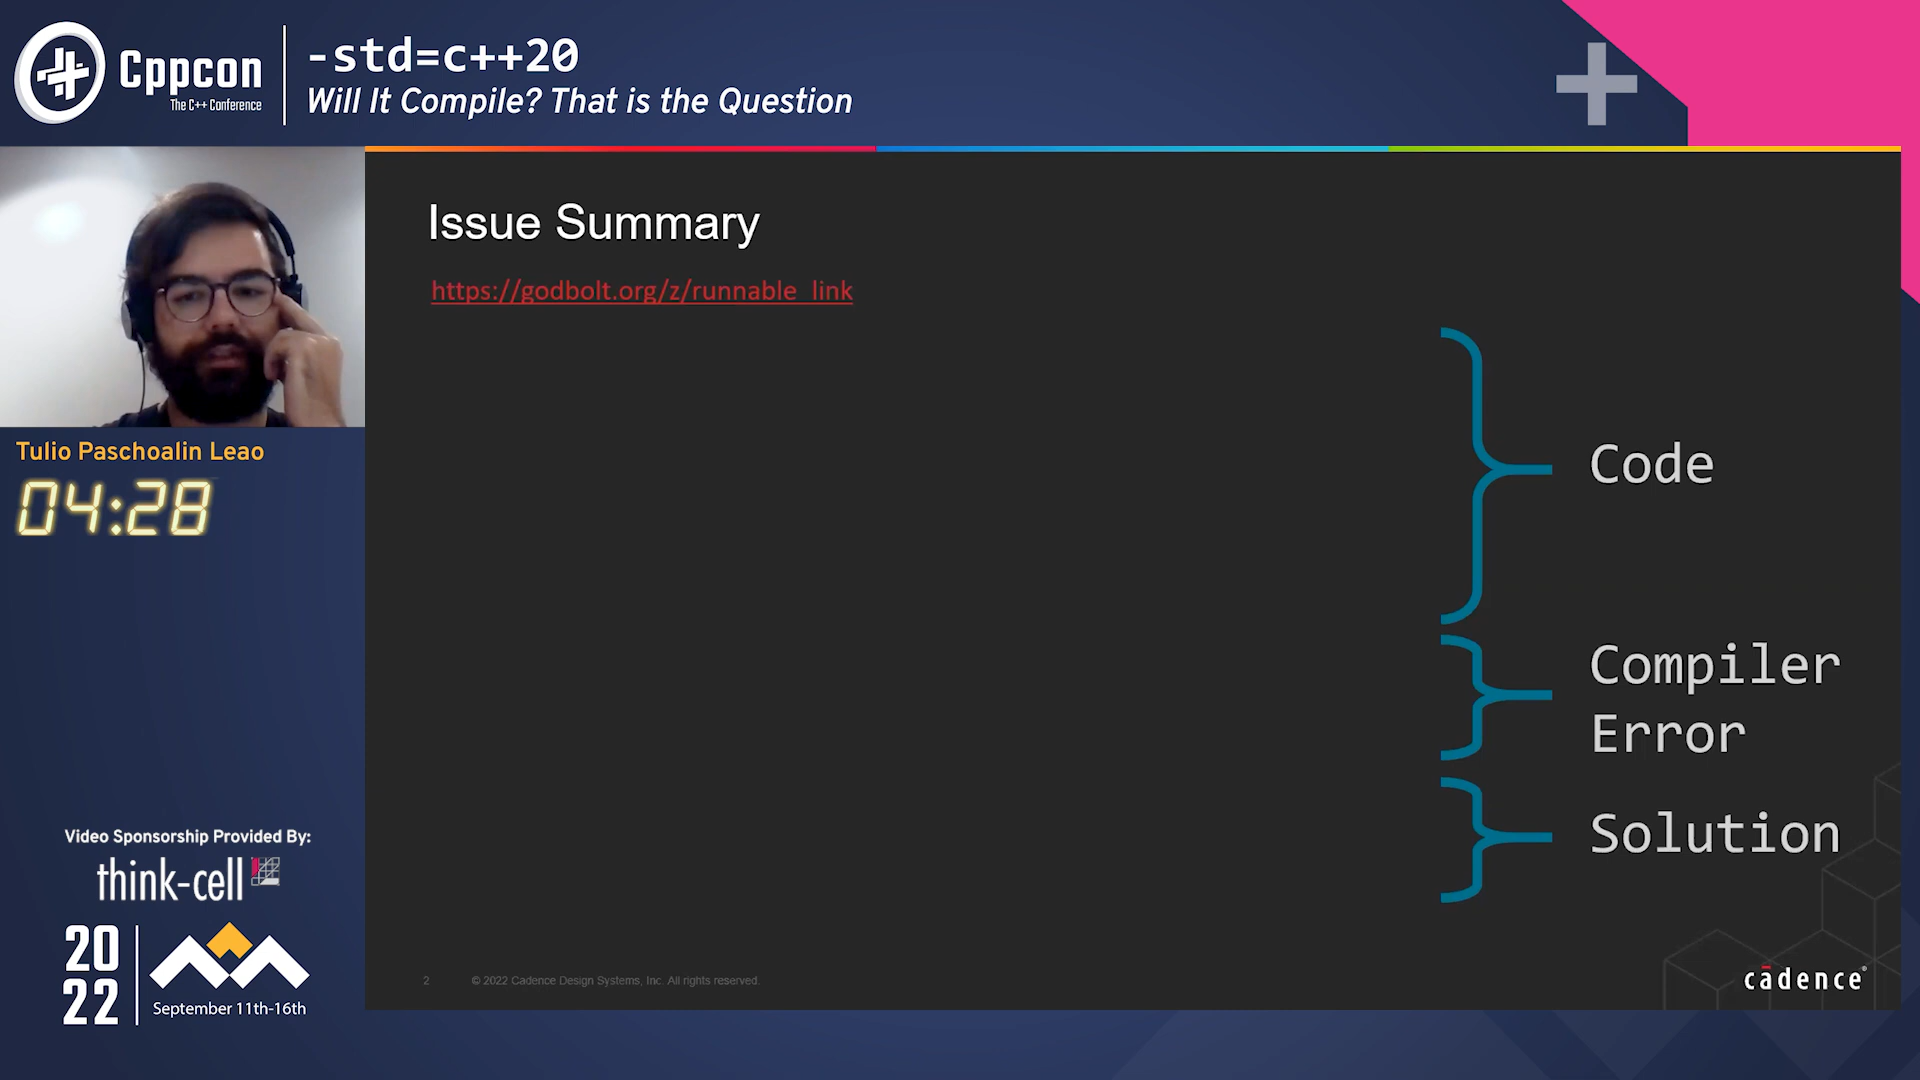 Cppcon
The C++ Conference
-std=c++20
Will It Compile? That is the Question
Tulio Paschoalin Leao
04:28
Video Sponsorship Provided By:
think-cell
20
22
September 11th-16th
Issue Summary
https://godbolt.org/z/runnable_link
Code
Compiler
Error
Solution
2
© 2022 Cadence Design Systems, Inc. All rights reserved.
cādence®